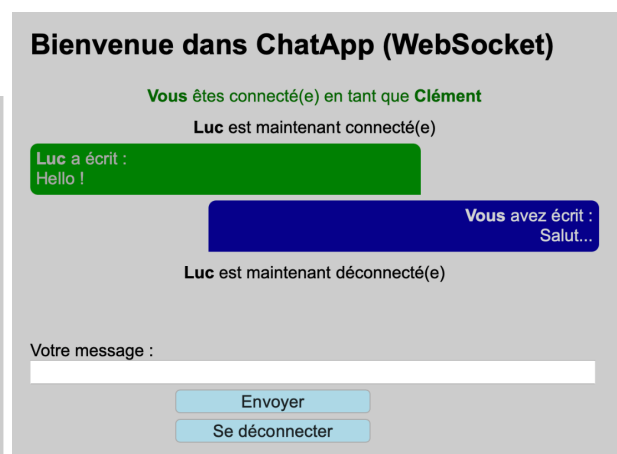 Bienvenue dans ChatApp (WebSocket)
Vous êtes connecté(e) en tant que Clément
Luc est maintenant connecté(e)
Luc a écrit :
Hello !
Vous avez écrit :
Salut...
Luc est maintenant déconnecté(e)
Votre message :
Envoyer
Se déconnecter